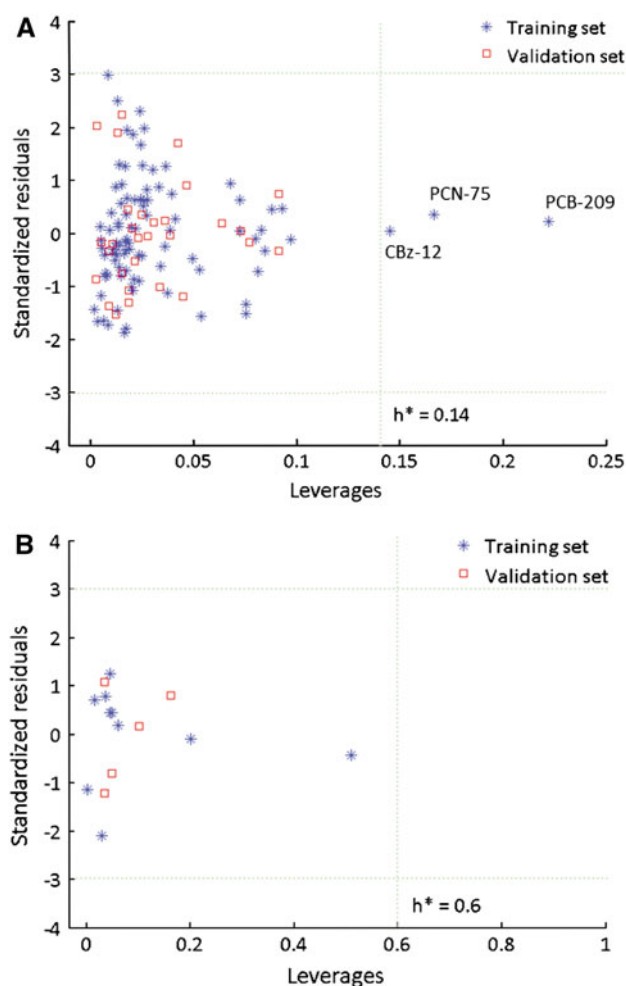 A
4
3
2
1
0
-1
-2
-3
-4
Standardized residuals
Training set
Validation set
PCN-75
PCB-209
CBz-12
h* = 0.14
0 0.05 0.1 0.15 0.2 0.25
Leverages
B
4
3
2
1
0
-1
-2
-3
-4
Standardized residuals
Training set
Validation set
h* = 0.6
0 0.2 0.4 0.6 0.8 1
Leverages